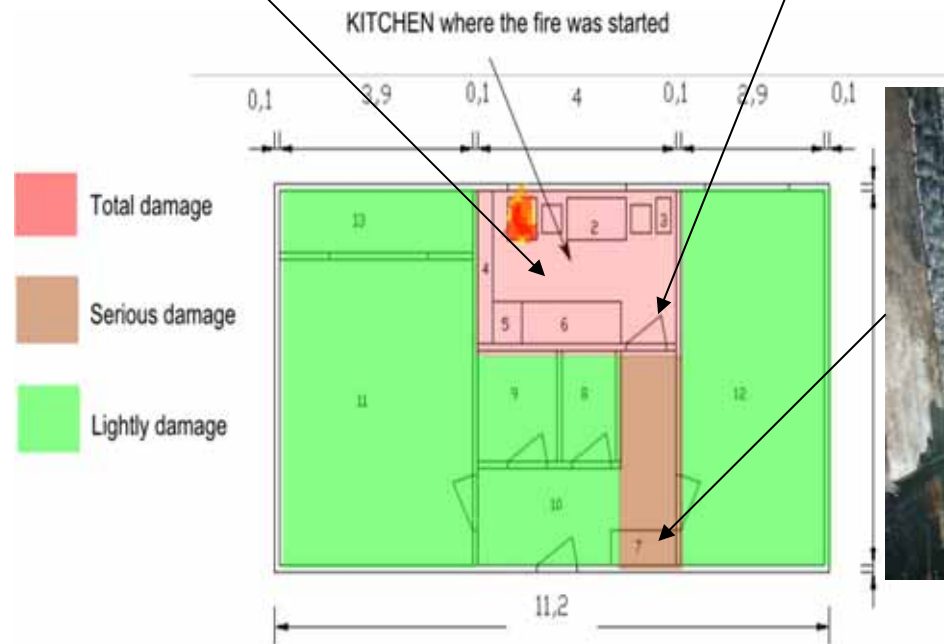 KITCHEN where the fire was started
0,1 3,9 0,1 4 0,1 2,9 0,1
Total damage
Serious damage
Lightly damage
13
2
3
4
5
6
11
9
8
12
10
7
11,2